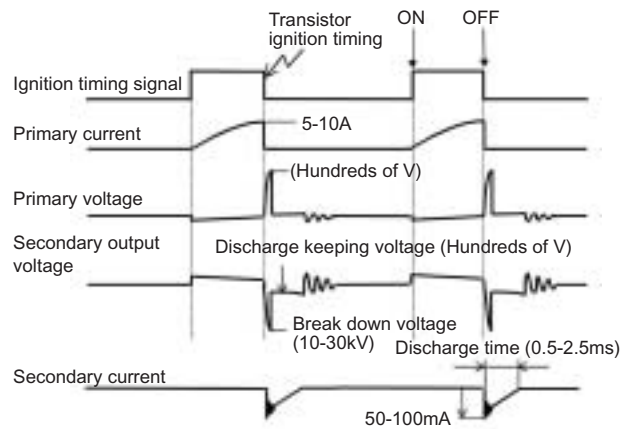 Transistor
ignition timing
ON
OFF
Ignition timing signal
5-10A
Primary current
(Hundreds of V)
Primary voltage
Secondary output
voltage
Discharge keeping voltage (Hundreds of V)
Break down voltage
(10-30kV)
Discharge time (0.5-2.5ms)
Secondary current
50-100mA